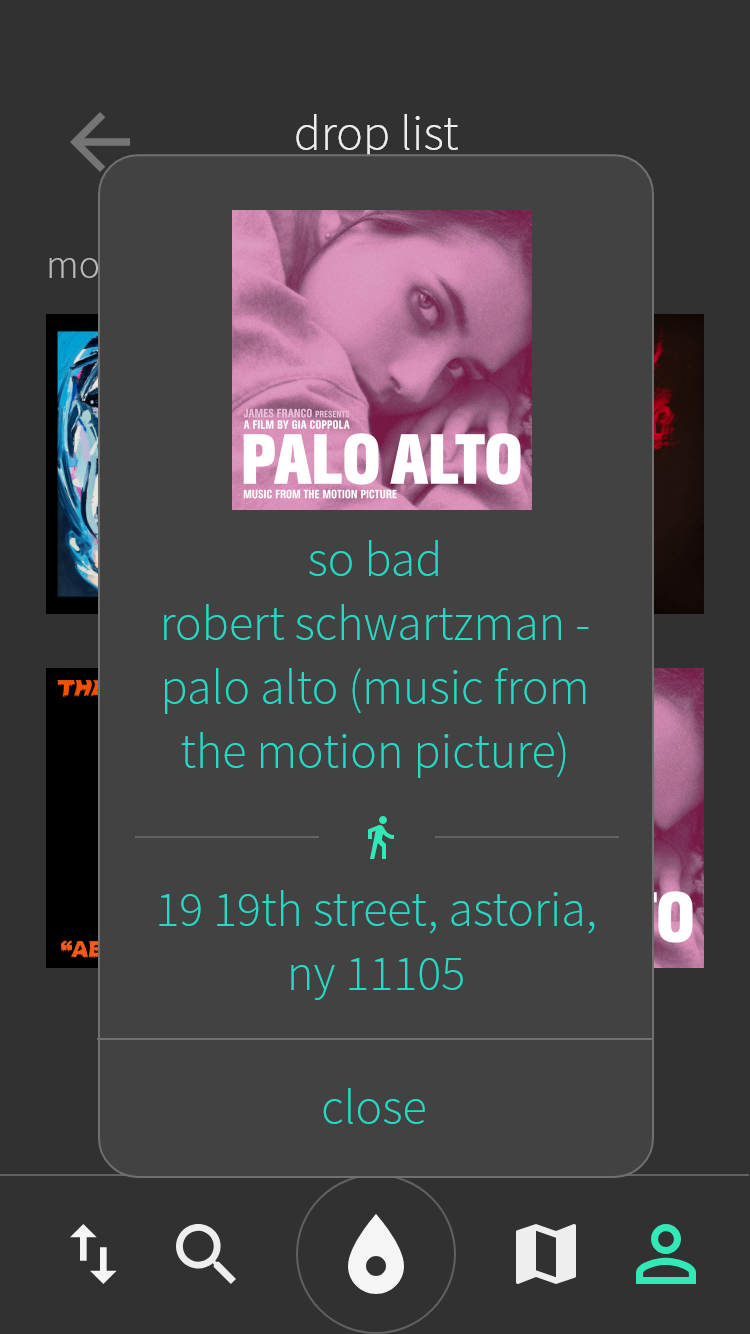 drop list
mo
JAMES FRANCO PRESENTS
A FILM BY GIA COPPOLA
PALO ALTO
MUSIC FROM THE MOTION PICTURE
so bad
robert schwartzman -
palo alto (music from
the motion picture)
TH
19 19th street, astoria,
ny 11105
"AB
TO
close